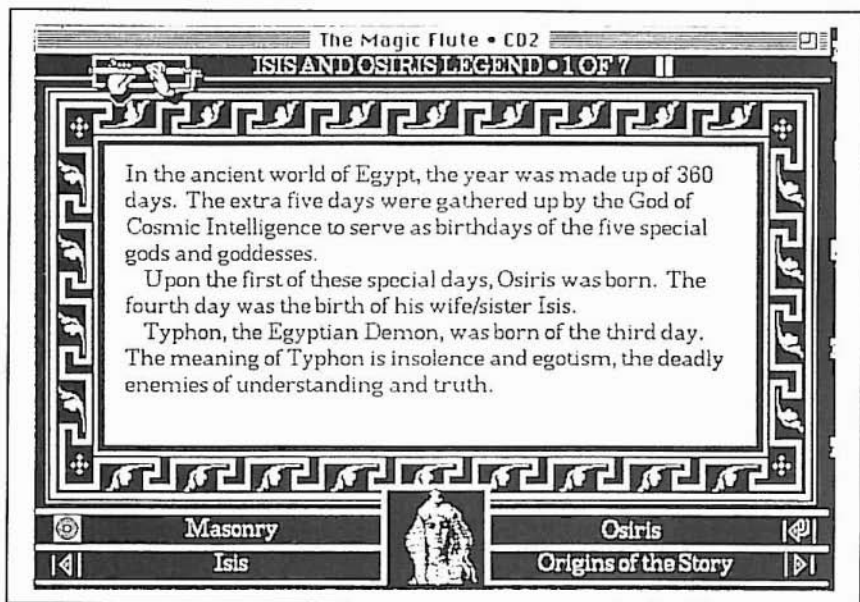 The Magic Flute • CD2
ISIS AND OSIRIS LEGEND • 1 OF 7
In the ancient world of Egypt, the year was made up of 360
days. The extra five days were gathered up by the God of
Cosmic Intelligence to serve as birthdays of the five special
gods and goddesses.
Upon the first of these special days, Osiris was born. The
fourth day was the birth of his wife/sister Isis.
Typhon, the Egyptian Demon, was born of the third day.
The meaning of Typhon is insolence and egotism, the deadly
enemies of understanding and truth.
Masonry
Osiris
Isis
Origins of the Story